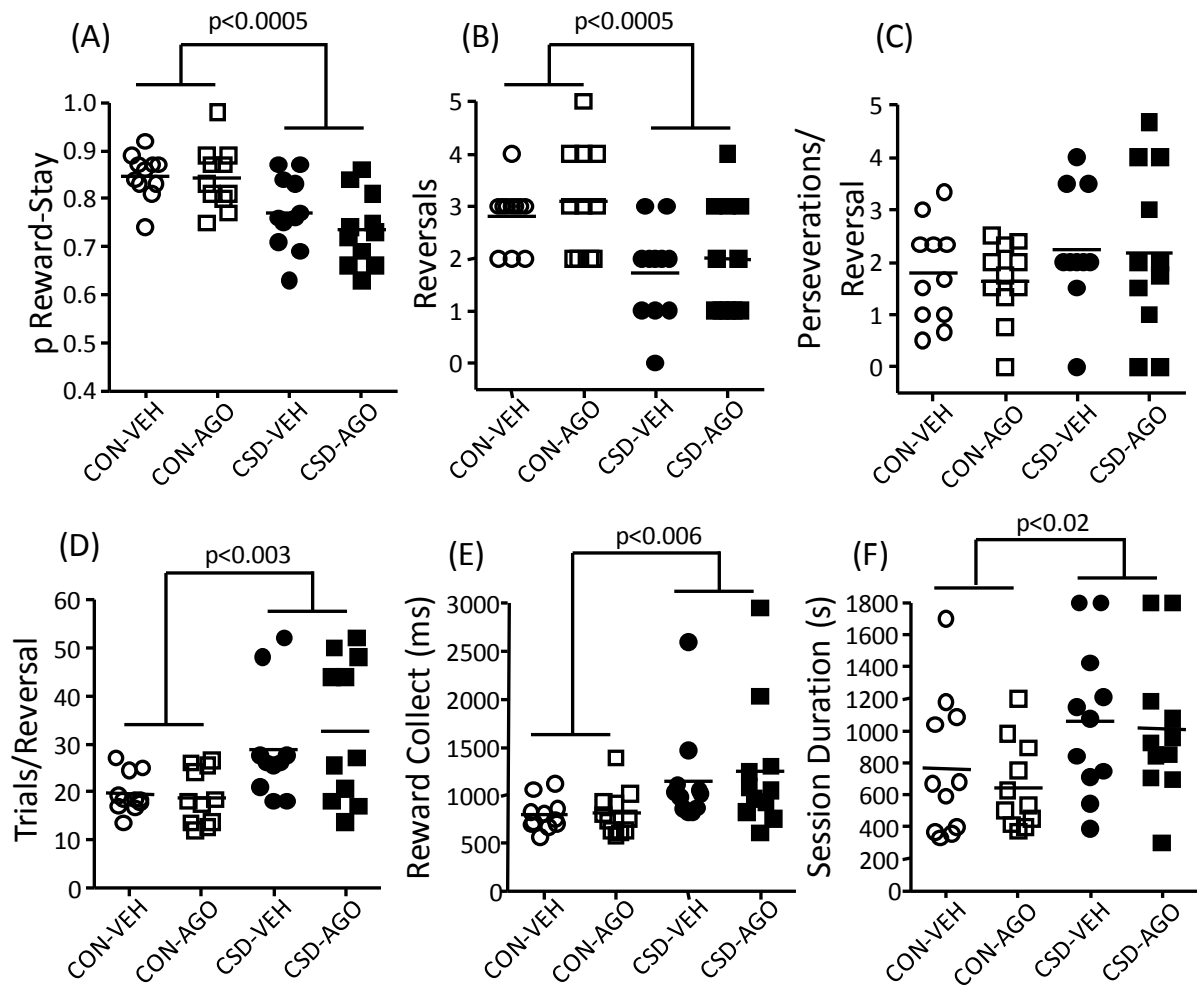 (A)
p<0.0005
p Reward-Stay
1.0
0.9
0.8
0.7
0.6
0.5
0.4
CON-VEH
CON-AGO
CSD-VEH
CSD-AGO
(B)
p<0.0005
Reversals
5
4
3
2
1
0
CON-VEH
CON-AGO
CSD-VEH
CSD-AGO
(C)
Perseverations/
Reversal
5
4
3
2
1
0
CON-VEH
CON-AGO
CSD-VEH
CSD-AGO
(D)
p<0.003
Trials/Reversal
60
50
40
30
20
10
0
CON-VEH
CON-AGO
CSD-VEH
CSD-AGO
(E)
p<0.006
Reward Collect (ms)
3000
2500
2000
1500
1000
500
0
CON-VEH
CON-AGO
CSD-VEH
CSD-AGO
(F)
p<0.02
Session Duration (s)
1800
1600
1400
1200
1000
800
600
400
200
0
CON-VEH
CON-AGO
CSD-VEH
CSD-AGO